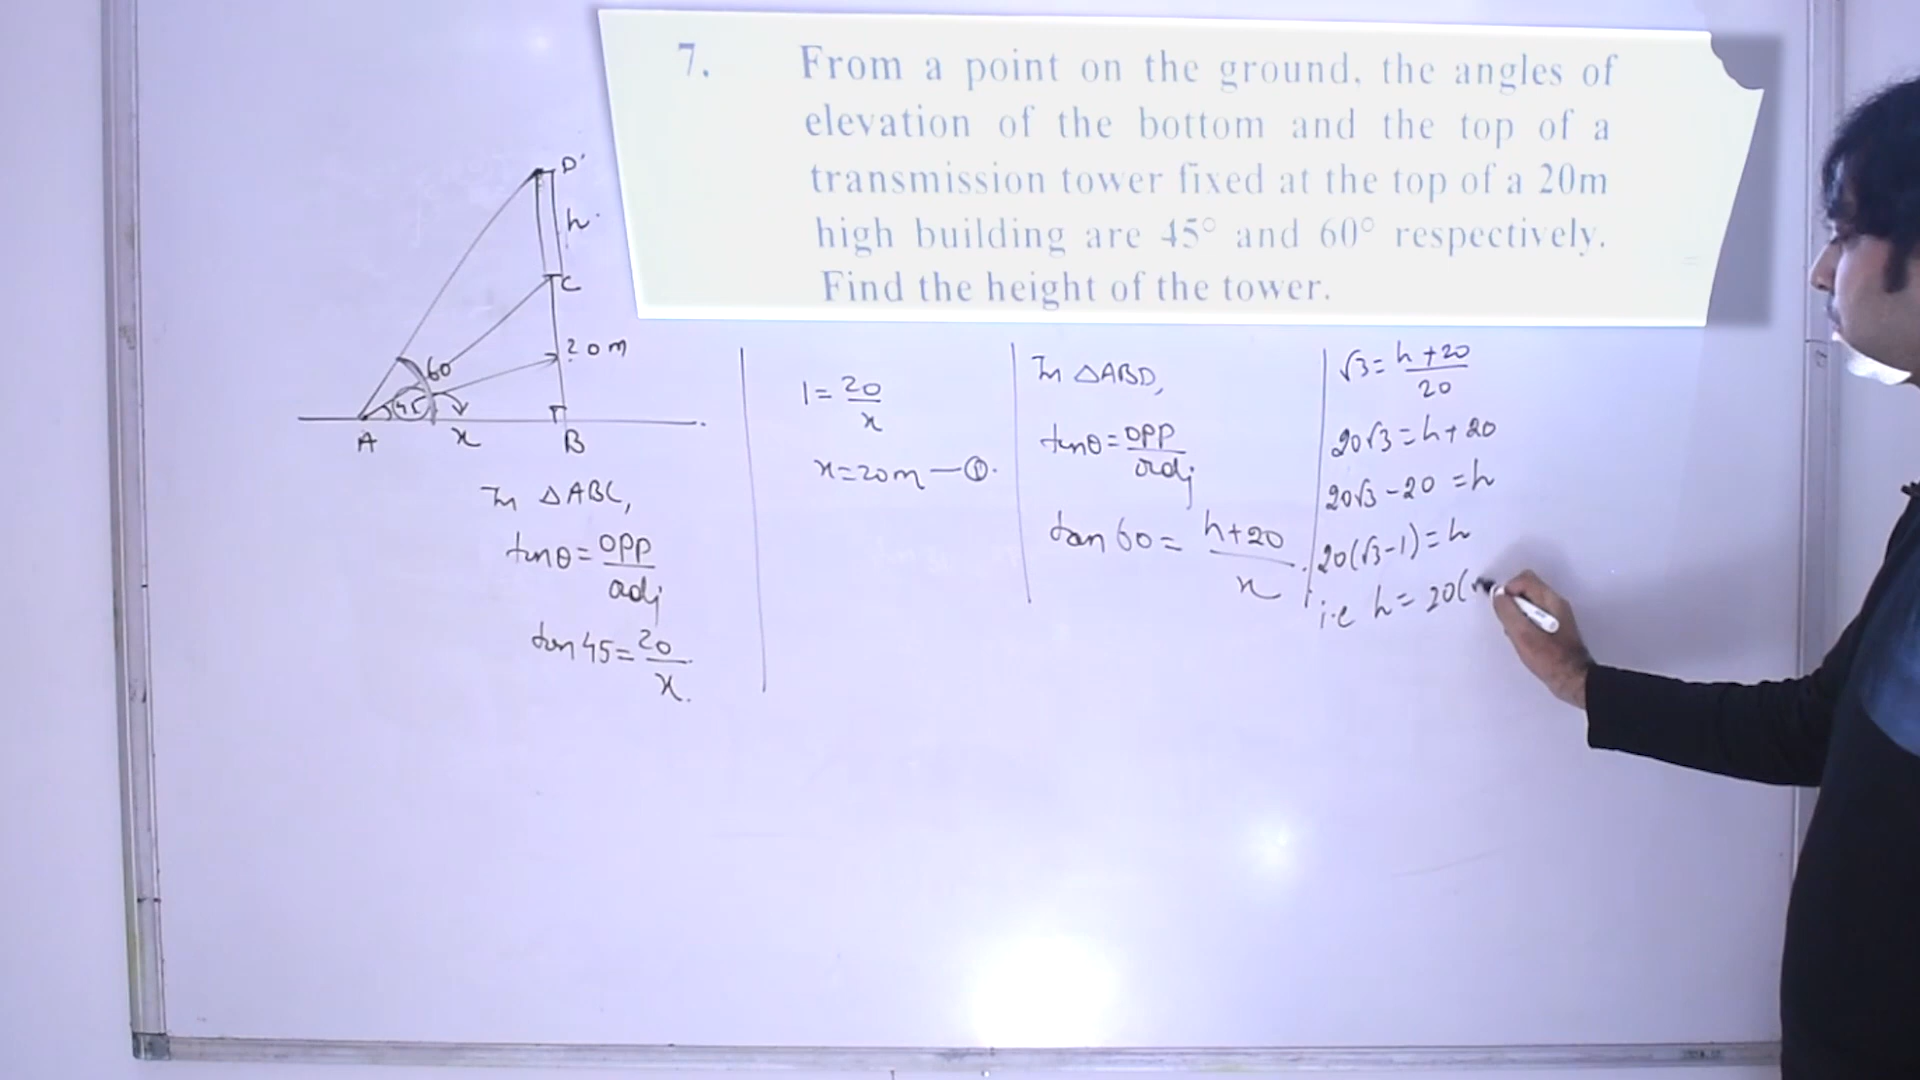 7. From a point on the ground, the angles of
elevation of the bottom and the top of a
transmission tower fixed at the top of a 20m
high building are 45° and 60° respectively.
Find the height of the tower.
D'
h
C
20m
60
45
A
x
B
In △ABC,
tanθ = opp/adj
tan 45 = 20/x
1 = 20/x
x = 20m — ①
In △ABD,
tanθ = opp/adj
tan 60 = h+20/x
√3 = h+20/20
20√3 = h+20
20√3 - 20 = h
20(√3-1) = h
i.e h = 20(